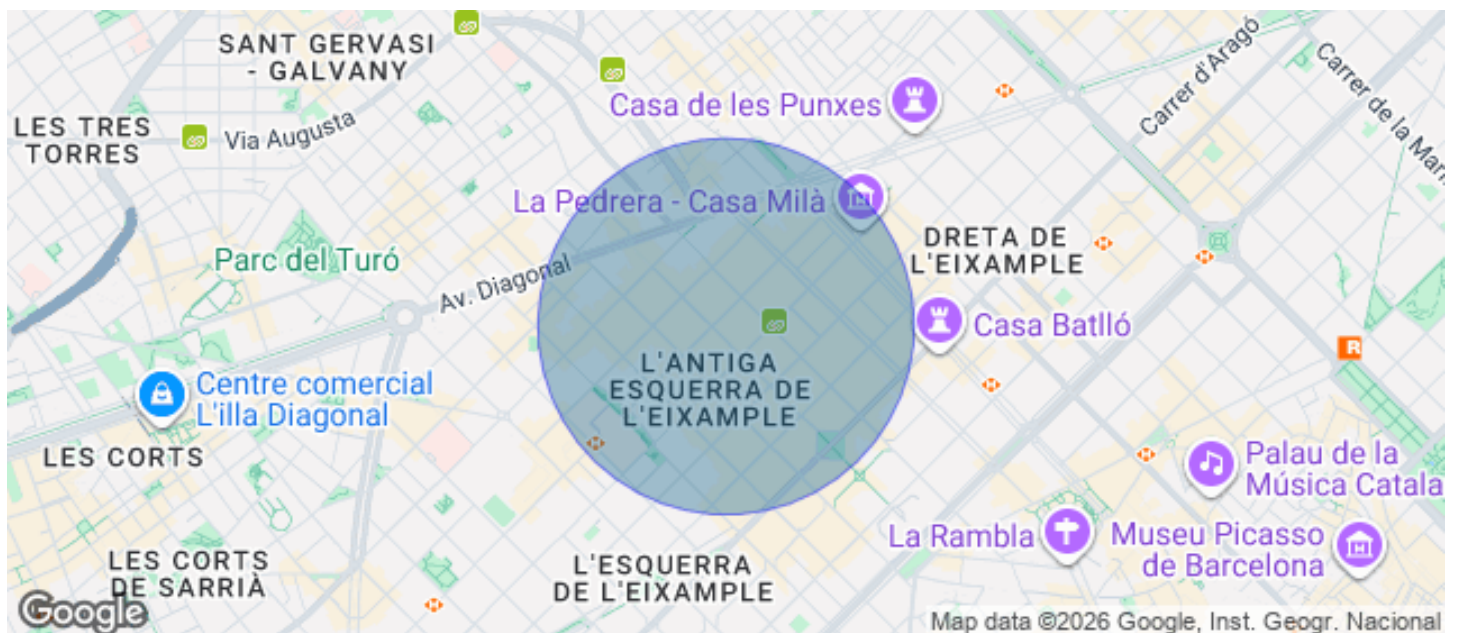 SANT GERVASI
- GALVANY
LES TRES
TORRES
Via Augusta
Casa de les Punxes
Carrer d'Aragó
Carrer de la Mari
La Pedrera - Casa Milà
Parc del Turó
Av. Diagonal
DRETA DE
L'EIXAMPLE
Casa Batlló
R
L'ANTIGA
ESQUERRA DE
L'EIXAMPLE
Centre comercial
L'illa Diagonal
LES CORTS
Palau de la
Música Catala
La Rambla
Museu Picasso
de Barcelona
LES CORTS
DE SARRIÀ
L'ESQUERRA
DE L'EIXAMPLE
Google
Map data ©2026 Google, Inst. Geogr. Nacional